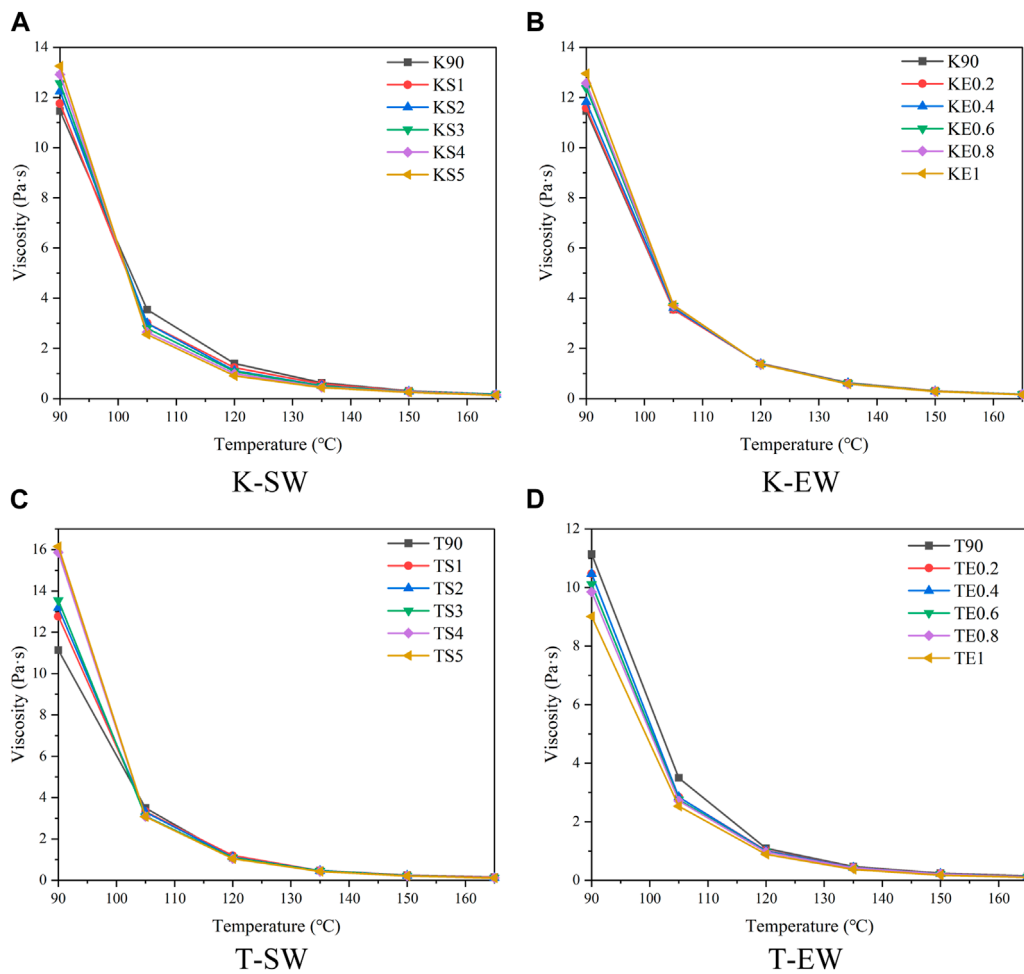 A
14
12
10
8
6
4
2
0
Viscosity (Pa·s)
K90
KS1
KS2
KS3
KS4
KS5
90 100 110 120 130 140 150 160
Temperature (℃)
K-SW
B
14
12
10
8
6
4
2
0
Viscosity (Pa·s)
K90
KE0.2
KE0.4
KE0.6
KE0.8
KE1
90 100 110 120 130 140 150 160
Temperature (℃)
K-EW
C
16
14
12
10
8
6
4
2
0
Viscosity (Pa·s)
T90
TS1
TS2
TS3
TS4
TS5
90 100 110 120 130 140 150 160
Temperature (℃)
T-SW
D
12
10
8
6
4
2
0
Viscosity (Pa·s)
T90
TE0.2
TE0.4
TE0.6
TE0.8
TE1
90 100 110 120 130 140 150 160
Temperature (℃)
T-EW